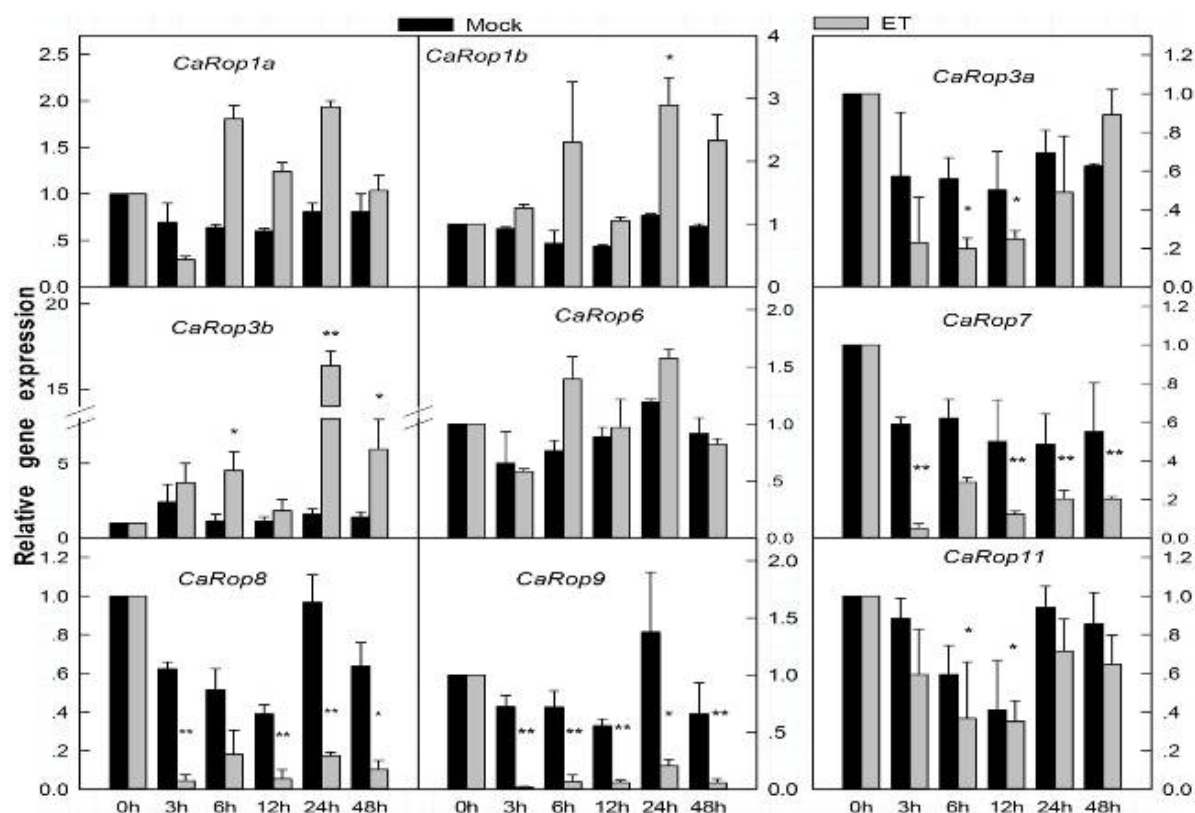 Mock
ET
Relative gene expression
CaRop1a
2.5
2.0
1.5
1.0
.5
0.0
CaRop1b
*
4
3
2
1
0
CaRop3a
* *
1.2
1.0
.8
.6
.4
.2
0.0
CaRop3b
20
15
5
0
* ** *
CaRop6
2.0
1.5
1.0
.5
0.0
CaRop7
** ** ** **
1.2
1.0
.8
.6
.4
.2
0.0
CaRop8
1.2
1.0
.8
.6
.4
.2
0.0
** ** ** *
0h 3h 6h 12h 24h 48h
CaRop9
** ** ** * **
2.0
1.5
1.0
.5
0.0
0h 3h 6h 12h 24h 48h
CaRop11
* *
1.2
1.0
.8
.6
.4
.2
0.0
0h 3h 6h 12h 24h 48h